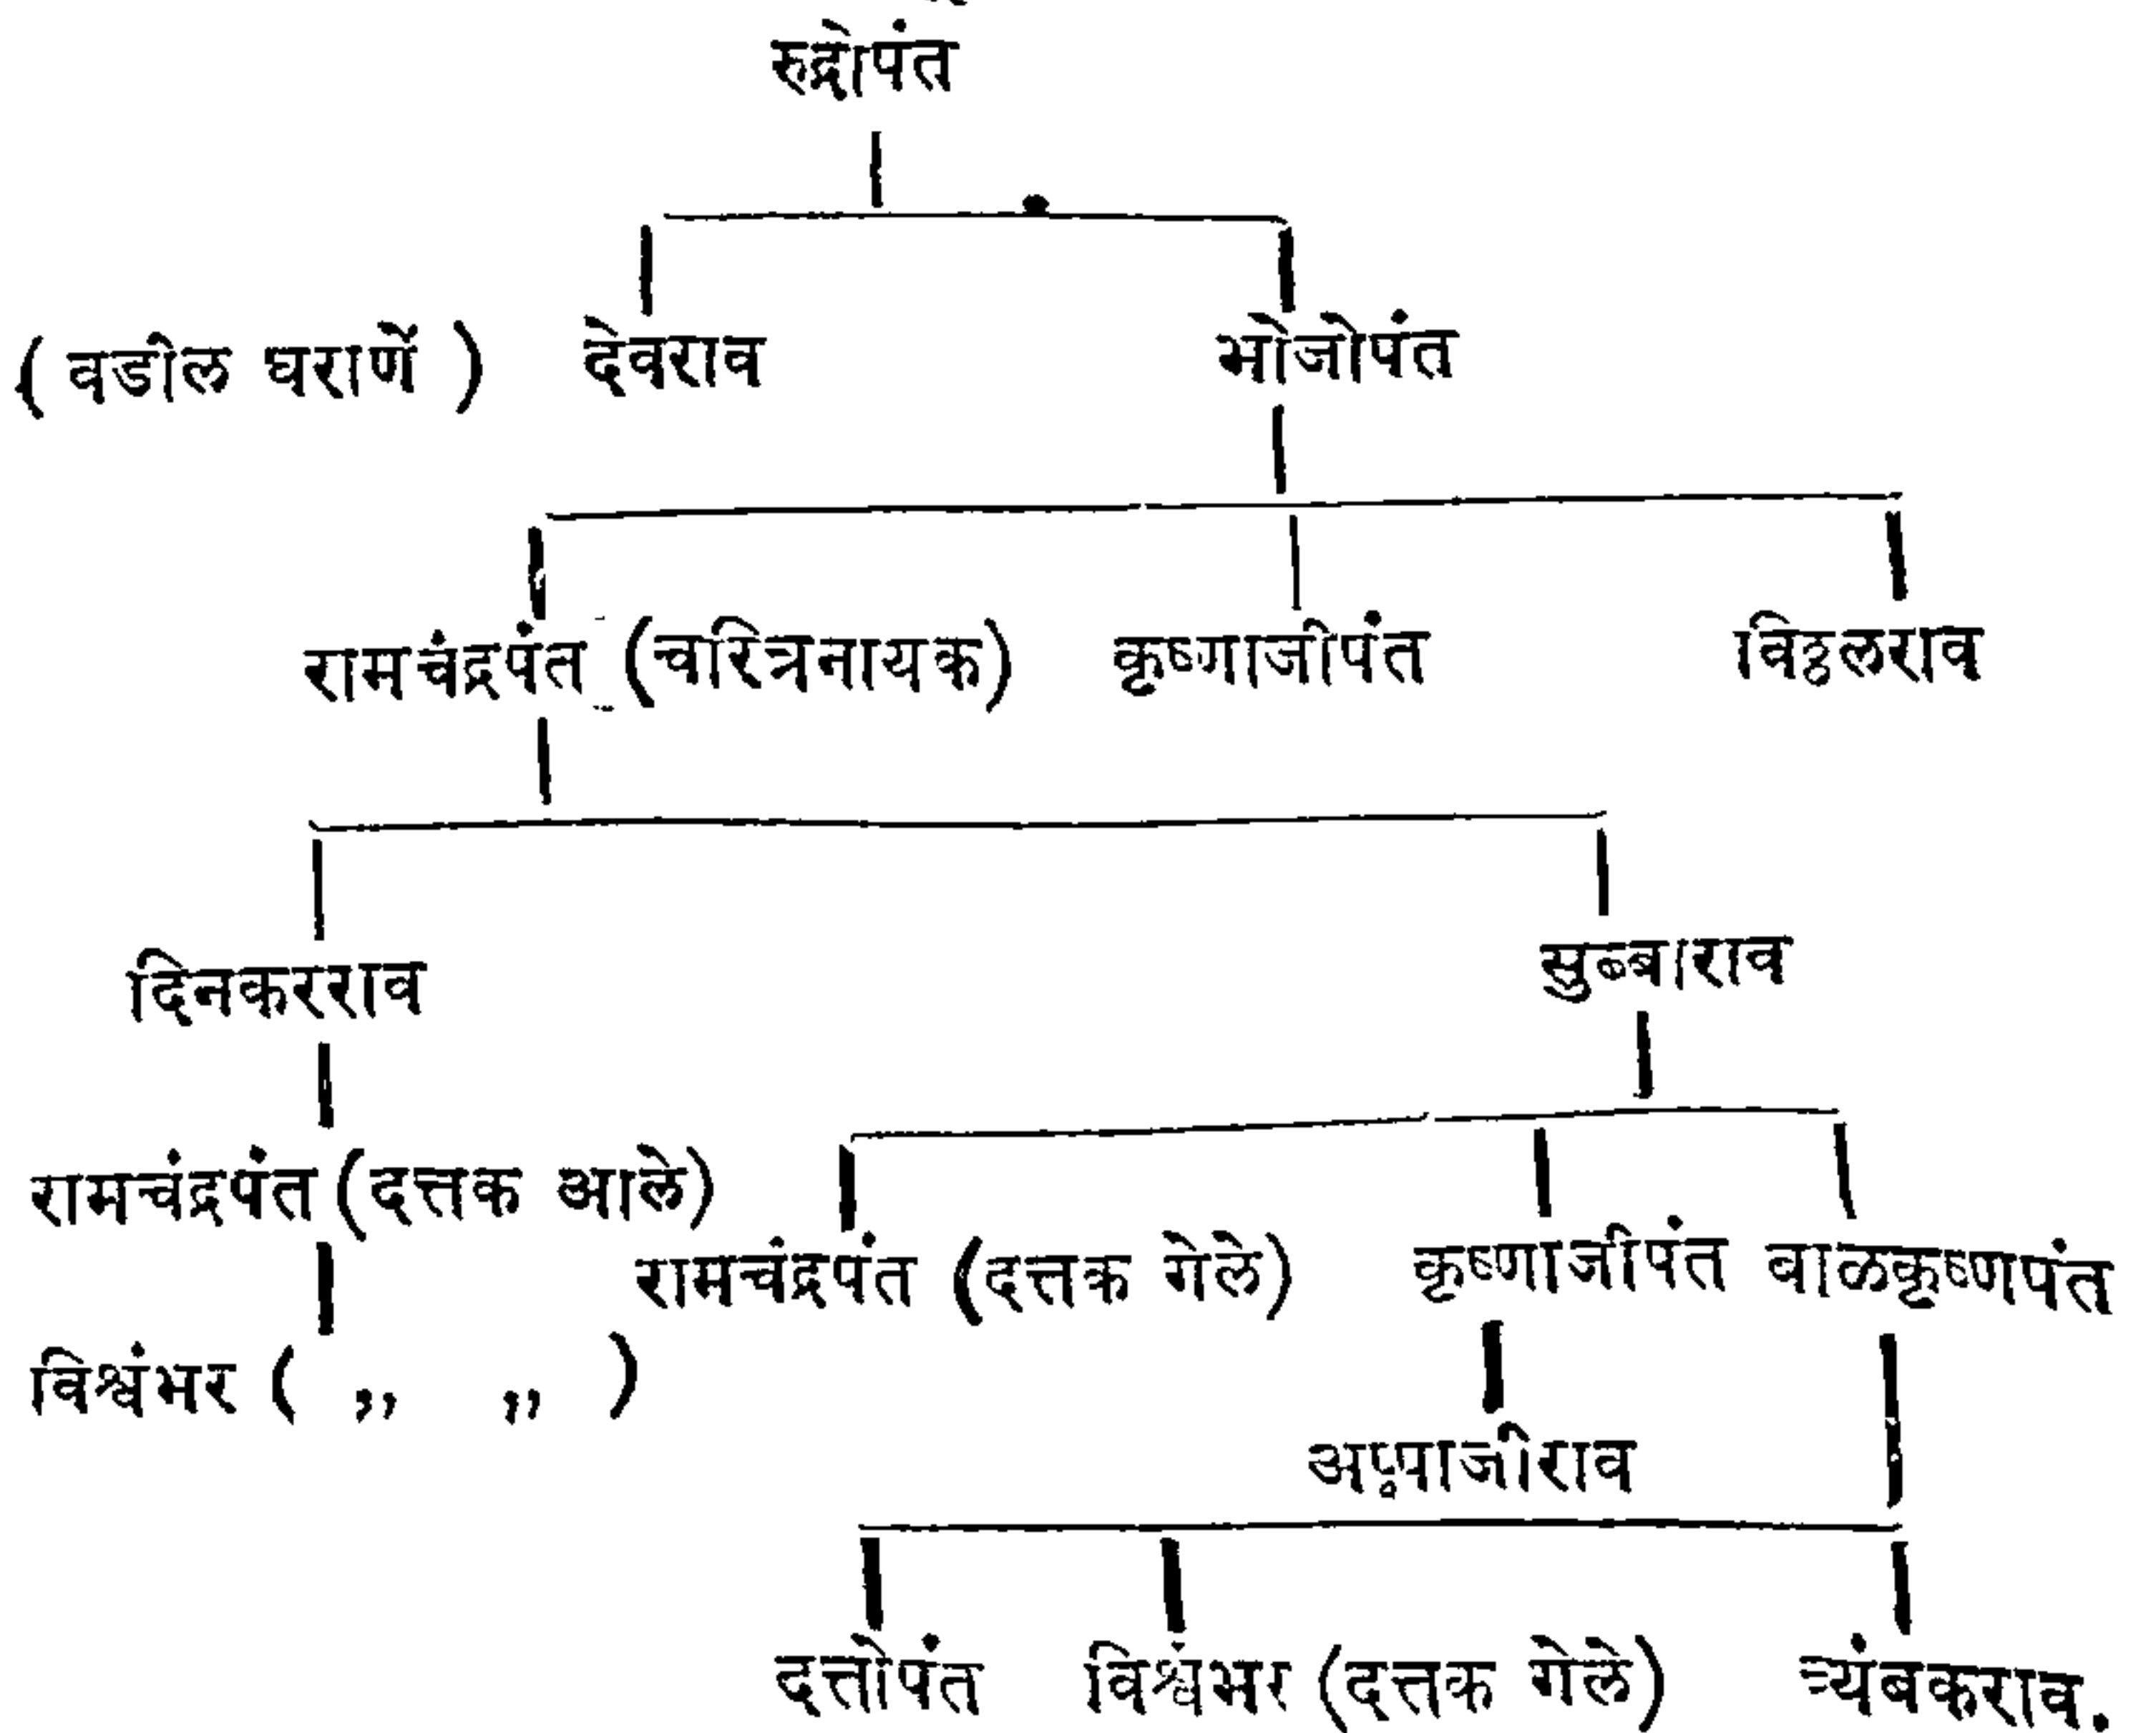 रुद्रोपंत
( वडील घराणें ) देवराव भोजोपंत
रामचंद्रपंत (चरित्रनायक) कृष्णाजीपंत विठ्ठलराव
दिनकरराव सुब्बाराव
रामचंद्रपंत (दत्तक आले)
रामचंद्रपंत (दत्तक गेले) कृष्णाजीपंत बाळकृष्णपंत
विश्वंभर ( ,, ,, )
अप्पाजीराव
दत्तोपंत विश्वंभर (दत्तक गेले) त्र्यंबकराव.